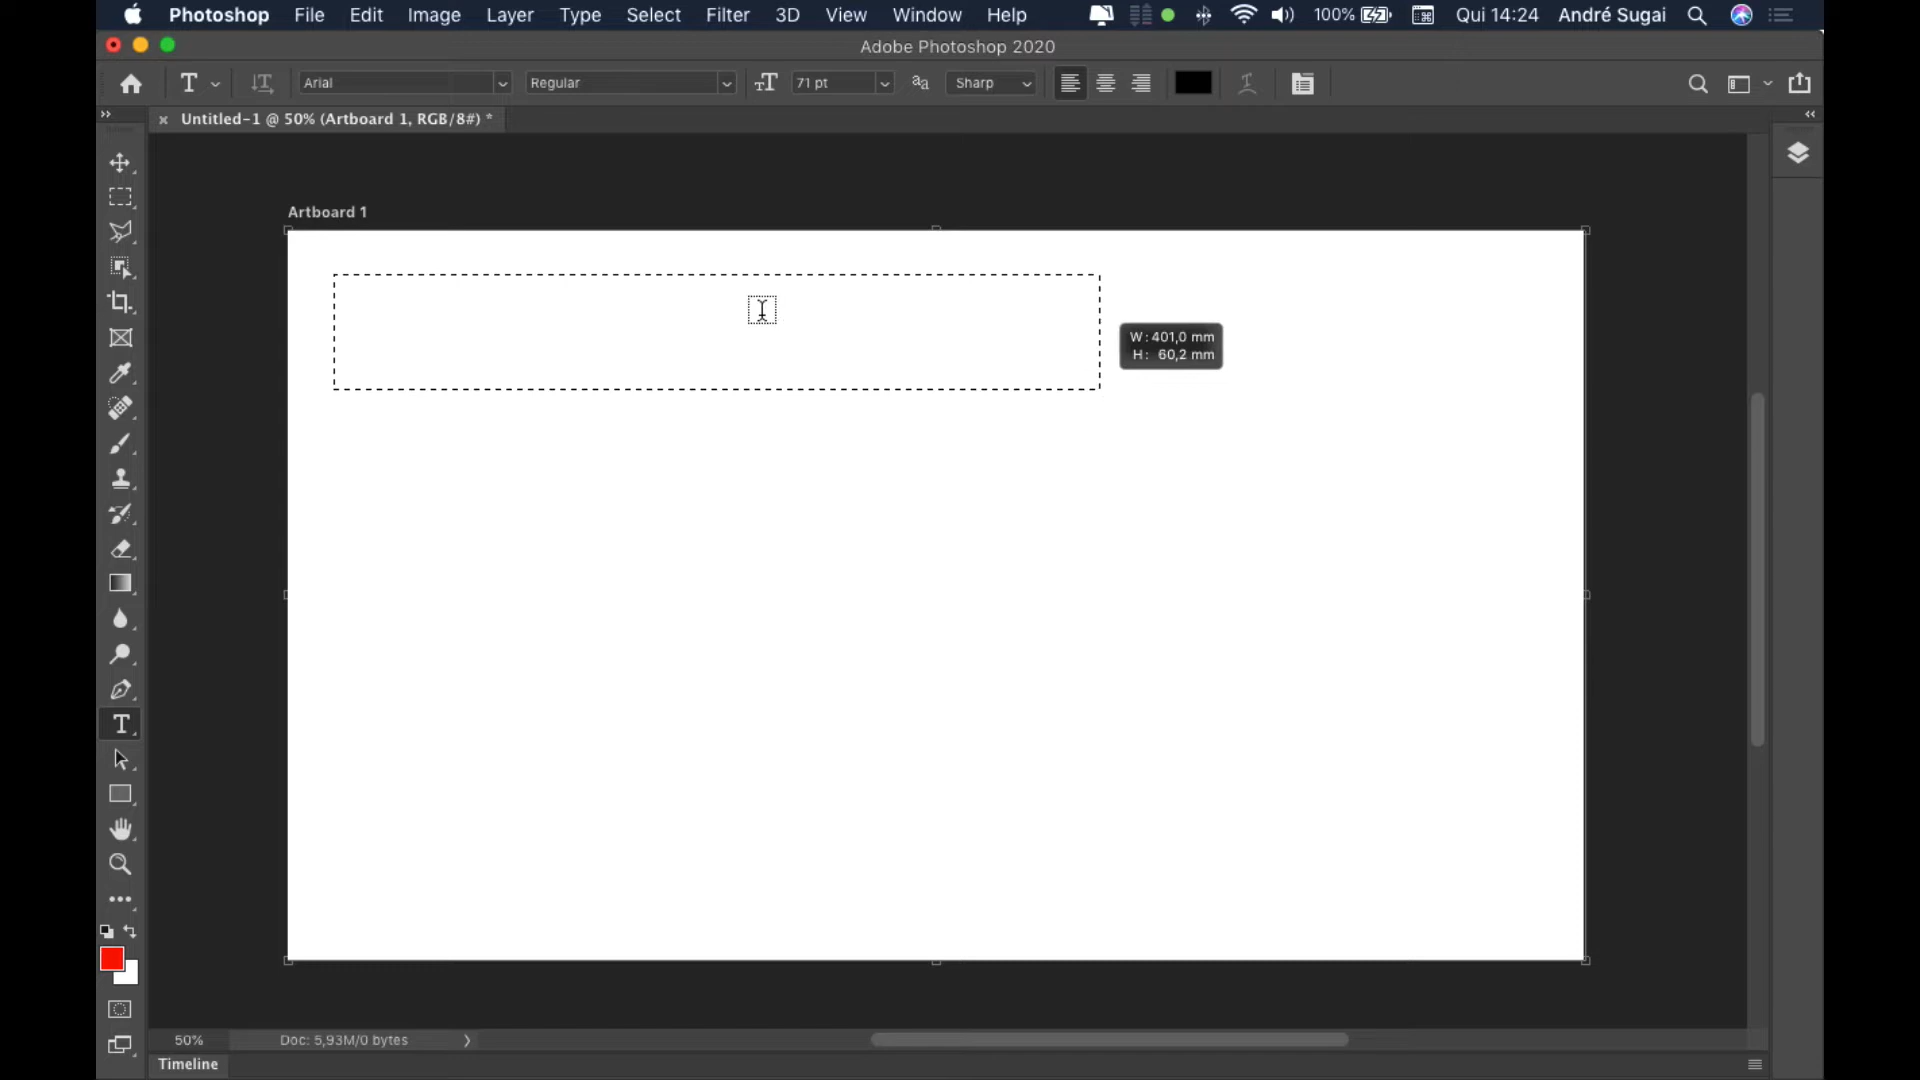 Photoshop File Edit Image Layer Type Select Filter 3D View Window Help 100% Qui 14:24 André Sugai
Adobe Photoshop 2020
T Arial Regular 71 pt aa Sharp
Untitled-1 @ 50% (Artboard 1, RGB/8#) *
Artboard 1
W: 401,0 mm
H: 60,2 mm
50% Doc: 5,93M/0 bytes
Timeline